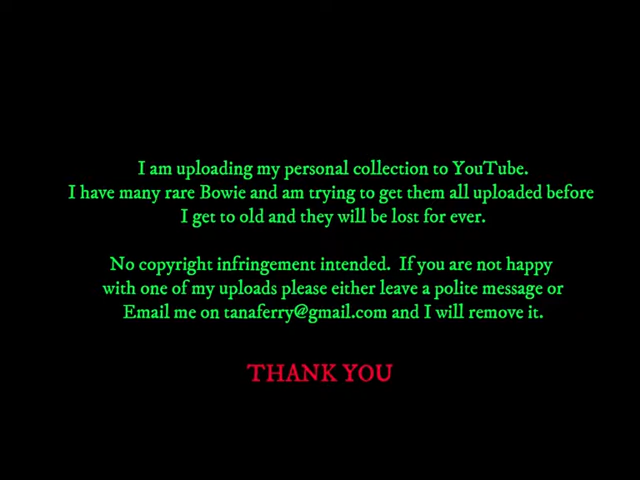 I am uploading my personal collection to YouTube.
I have many rare Bowie and am trying to get them all uploaded before
I get to old and they will be lost for ever.
No copyright infringement intended.  If you are not happy
with one of my uploads please either leave a polite message or
Email me on tanaferry@gmail.com and I will remove it.
THANK YOU